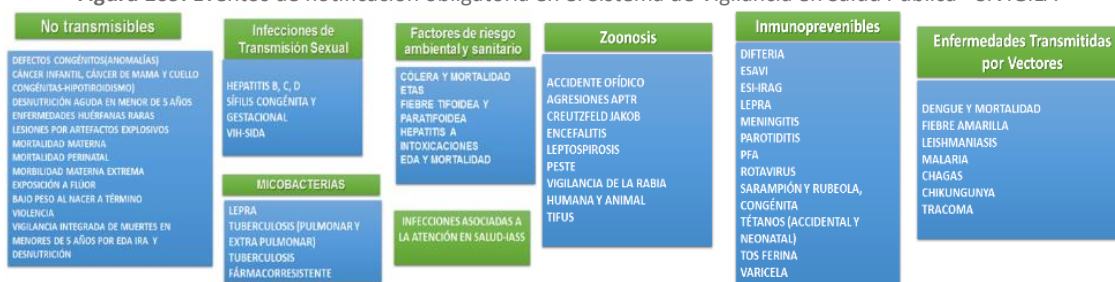 No transmisibles
DEFECTOS CONGÉNITOS(ANOMALÍAS)
CÁNCER INFANTIL, CÁNCER DE MAMA Y CUELLO
CONGÉNITAS-HIPOTIROIDISMO)
DESNUTRICIÓN AGUDA EN MENOR DE 5 AÑOS
ENFERMEDADES HUÉRFANAS RARAS
LESIONES POR ARTEFACTOS EXPLOSIVOS
MORTALIDAD MATERNA
MORTALIDAD PERINATAL
MORBILIDAD MATERNA EXTREMA
EXPOSICIÓN A FLÚOR
BAJO PESO AL NACER A TÉRMINO
VIOLENCIA
VIGILANCIA INTEGRADA DE MUERTES EN
MENORES DE 5 AÑOS POR EDA IRA Y
DESNUTRICIÓN
Infecciones de
Transmisión Sexual
HEPATITIS B, C, D
SÍFILIS CONGÉNITA Y
GESTACIONAL
VIH-SIDA
MICOBACTERIAS
LEPRA
TUBERCULOSIS (PULMONAR Y
EXTRA PULMONAR)
TUBERCULOSIS
FÁRMACORRESISTENTE
Factores de riesgo
ambiental y sanitario
CÓLERA Y MORTALIDAD
ETAS
FIEBRE TIFOIDEA Y
PARATIFOIDEA
HEPATITIS A
INTOXICACIONES
EDA Y MORTALIDAD
INFECCIONES ASOCIADAS A
LA ATENCIÓN EN SALUD-IASS
Zoonosis
ACCIDENTE OFÍDICO
AGRESIONES APTR
CREUTZFELD JAKOB
ENCEFALITIS
LEPTOSPIROSIS
PESTE
VIGILANCIA DE LA RABIA
HUMANA Y ANIMAL
TIFUS
Inmunoprevenibles
DIFTERIA
ESAVI
ESI-IRAG
LEPRA
MENINGITIS
PAROTIDITIS
PFA
ROTAVIRUS
SARAMPIÓN Y RUBEOLA,
CONGÉNITA
TÉTANOS (ACCIDENTAL Y
NEONATAL)
TOS FERINA
VARICELA
Enfermedades Transmitidas
por Vectores
DENGUE Y MORTALIDAD
FIEBRE AMARILLA
LEISHMANIASIS
MALARIA
CHAGAS
CHIKUNGUNYA
TRACOMA